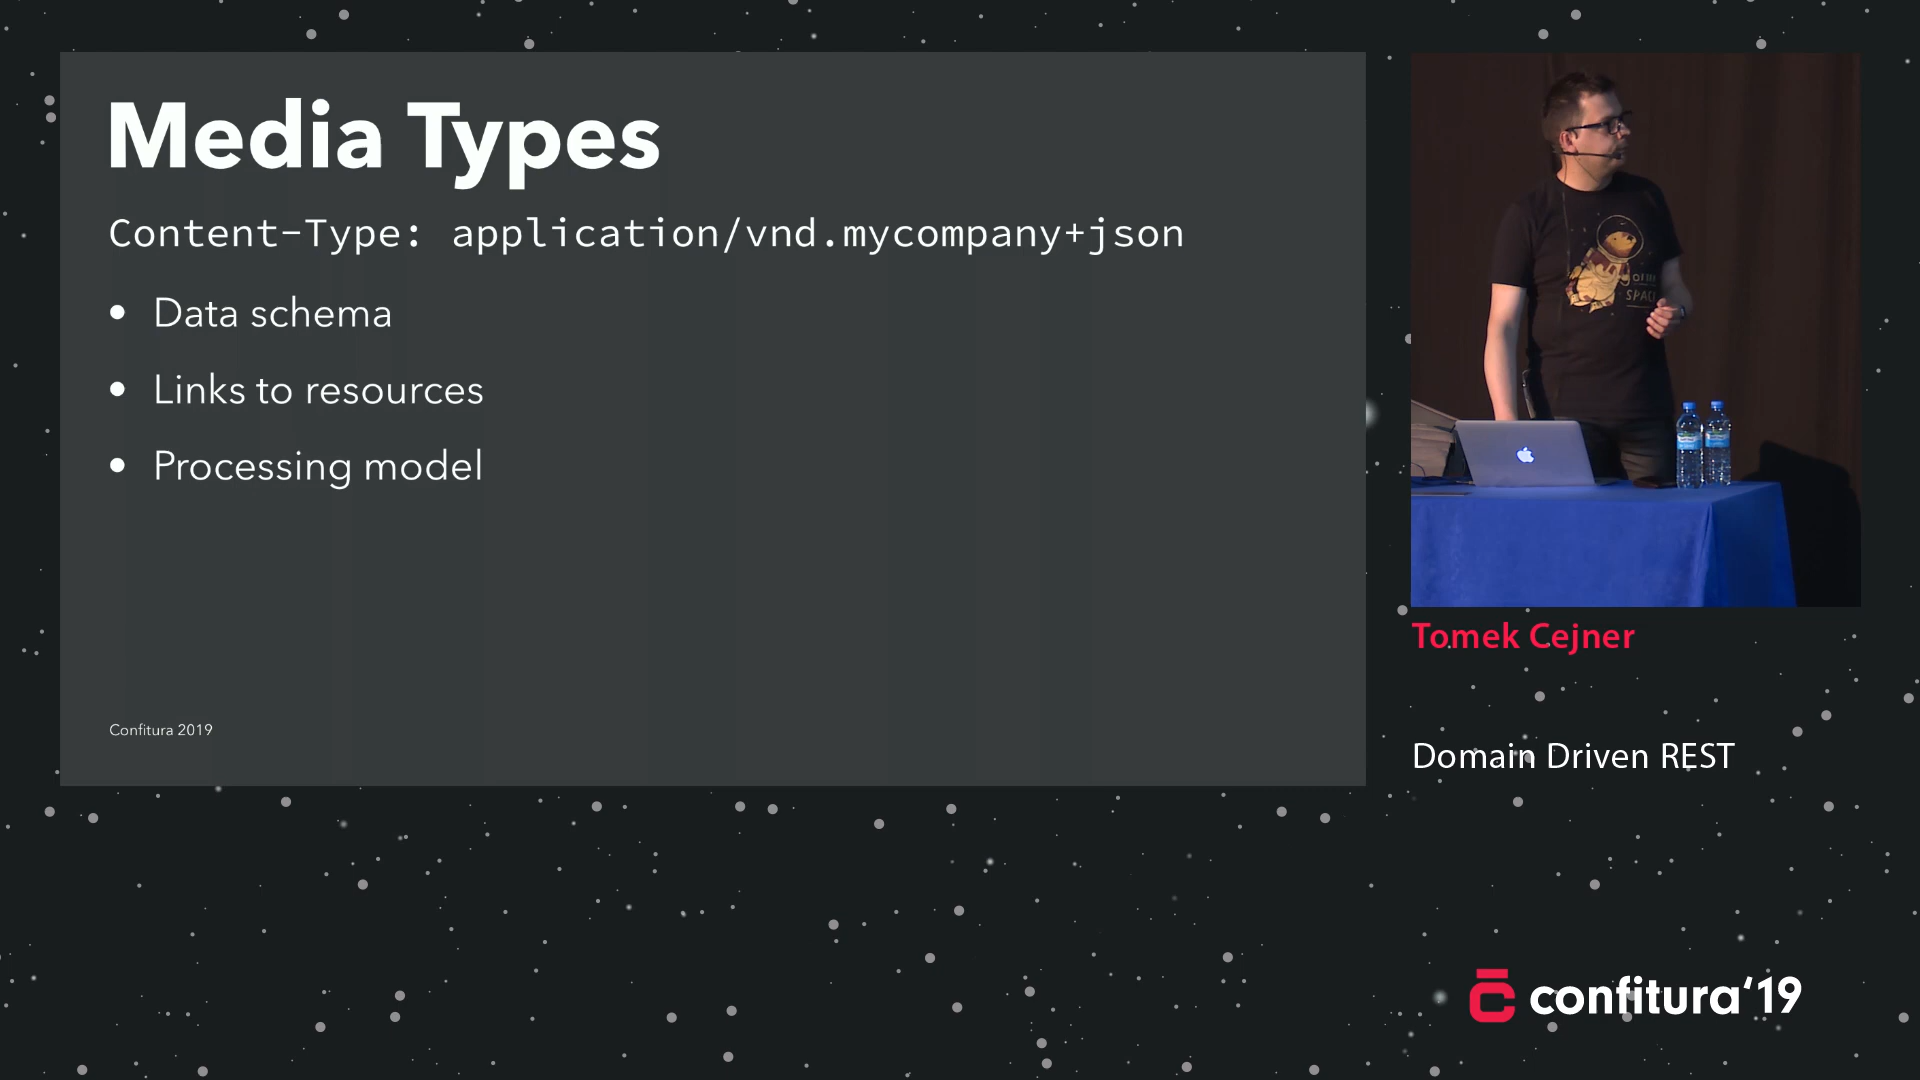 Media Types
Content-Type: application/vnd.mycompany+json
• Data schema
• Links to resources
• Processing model
Confitura 2019
SPACE
Tomek Cejner
Domain Driven REST
confitura‘19